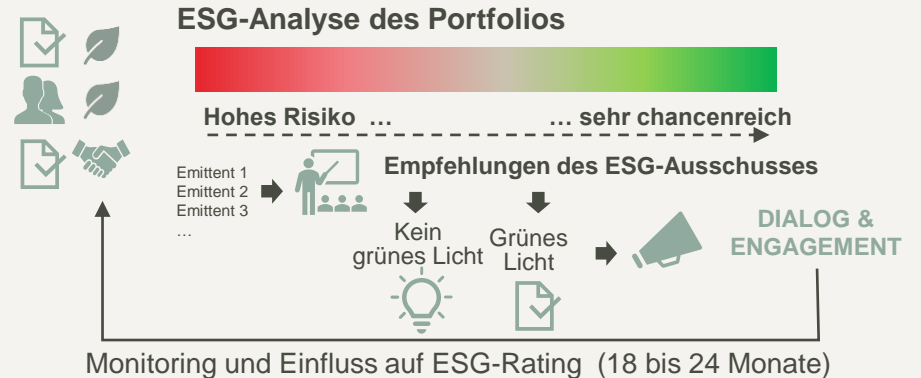 ESG-Analyse des Portfolios
Hohes Risiko …
… sehr chancenreich
Emittent 1
Emittent 2
Emittent 3
…
Empfehlungen des ESG-Ausschusses
Kein
grünes Licht
Grünes
Licht
DIALOG &
ENGAGEMENT
Monitoring und Einfluss auf ESG-Rating (18 bis 24 Monate)